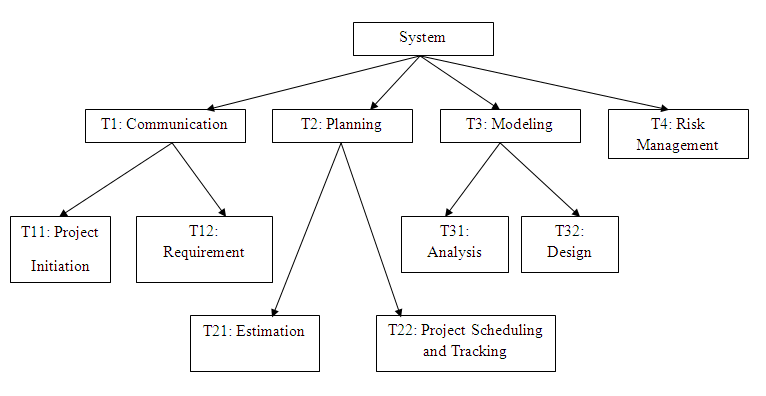 System
T1: Communication
T2: Planning
T3: Modeling
T4: Risk
Management
T11: Project
Initiation
T12:
Requirement
T31:
Analysis
T32:
Design
T21: Estimation
T22: Project Scheduling
and Tracking